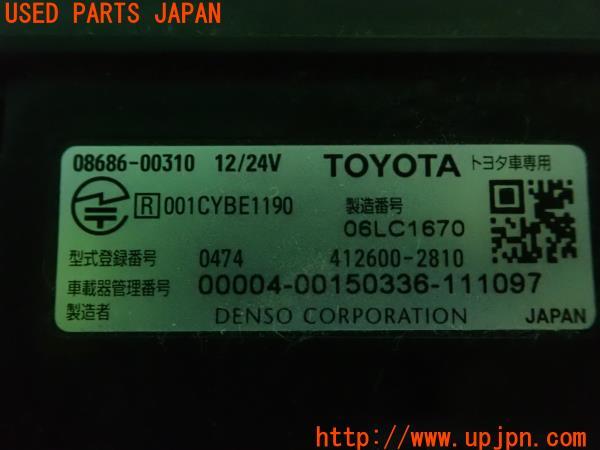 USED PARTS JAPAN
08686-00310 12/24V TOYOTA トヨタ車専用
R 001CYBE1190 製造番号
06LC1670
型式登録番号 0474 412600-2810
車載器管理番号 00004-00150336-111097
製造者 DENSO CORPORATION JAPAN
UPJ
http://www.upjpn.com/